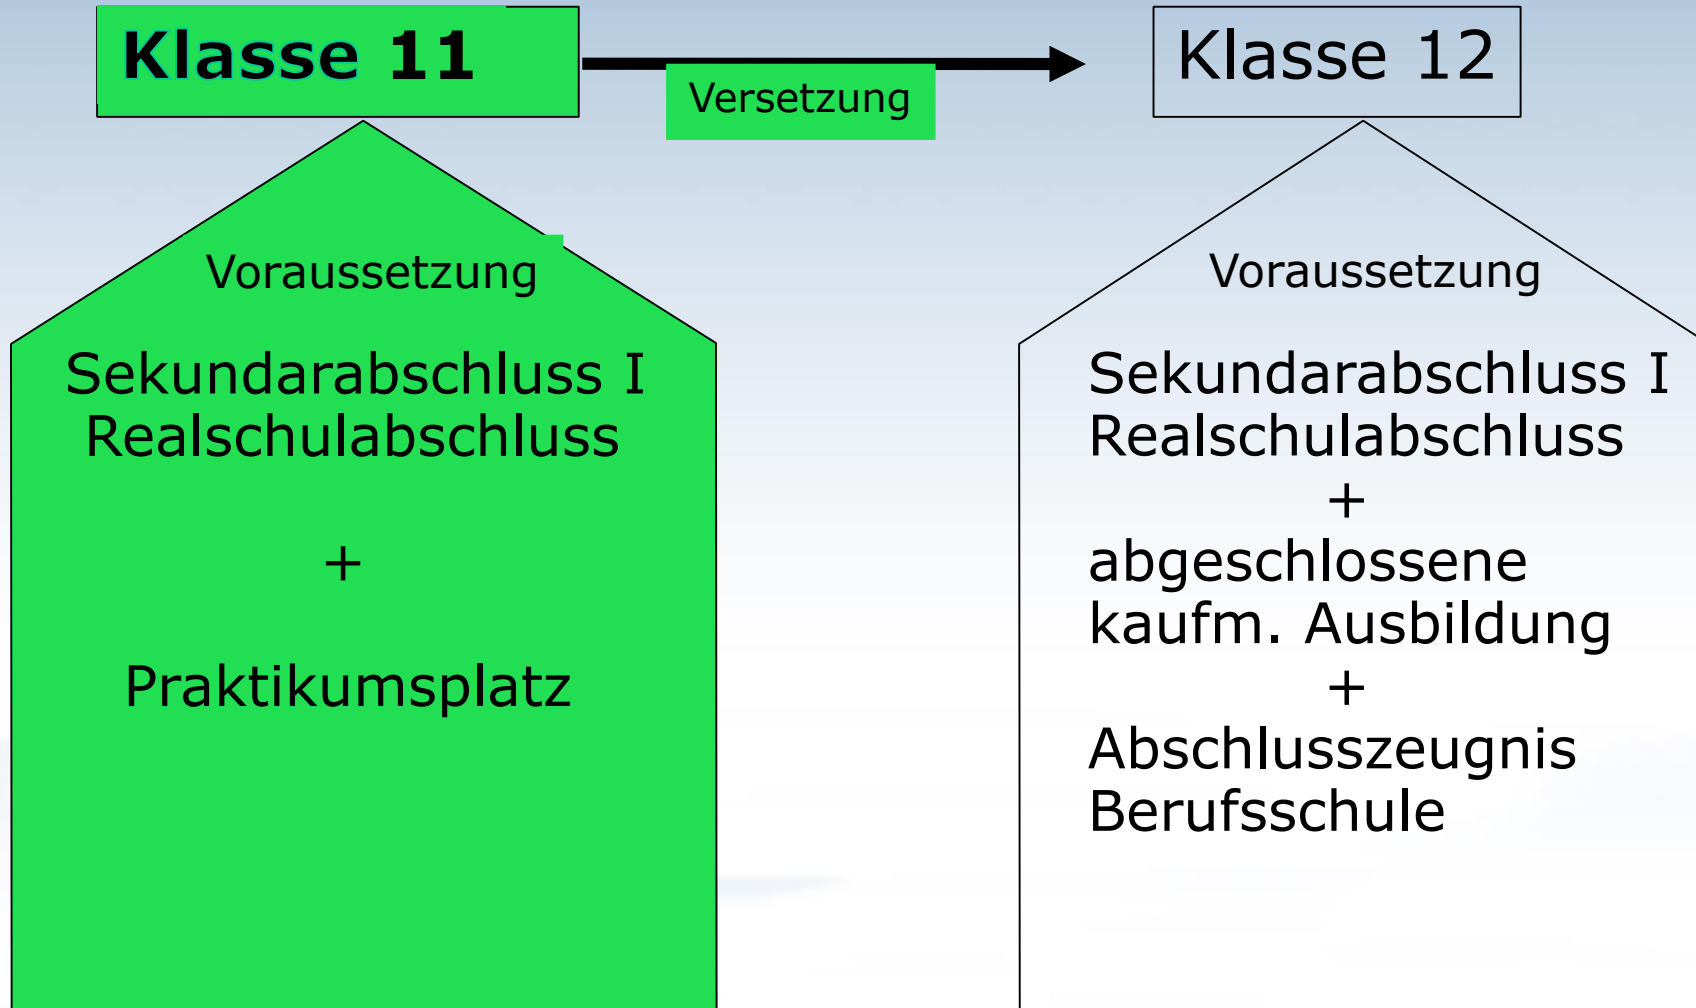 Klasse 11
Versetzung
Klasse 12
Voraussetzung
Sekundarabschluss I
Realschulabschluss
+
Praktikumsplatz
Voraussetzung
Sekundarabschluss I
Realschulabschluss
+
abgeschlossene
kaufm. Ausbildung
+
Abschlusszeugnis
Berufsschule